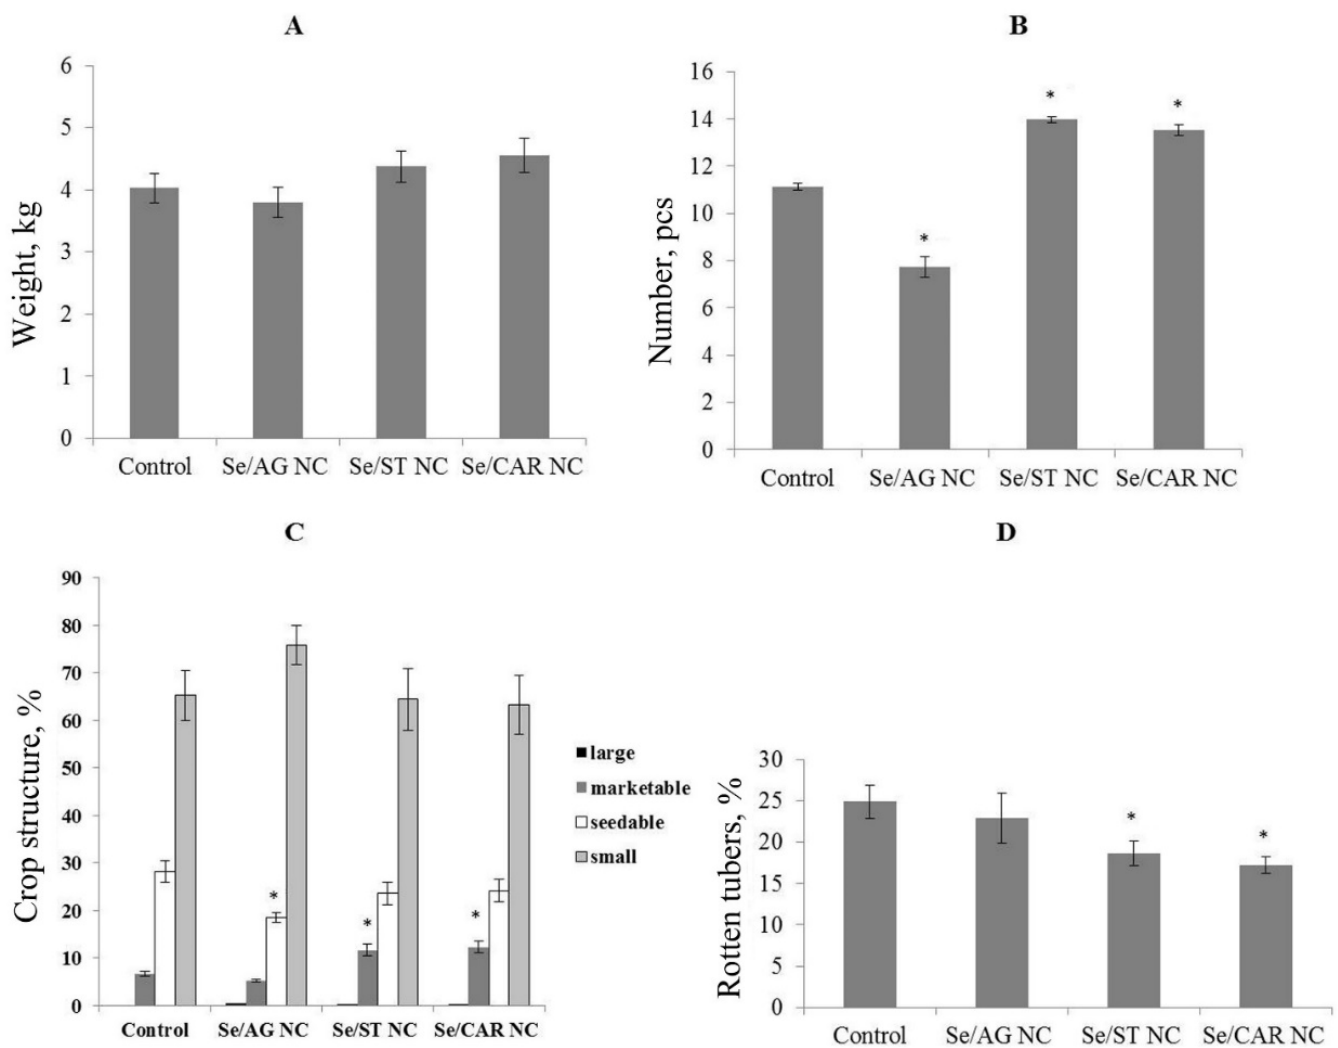 A
Weight, kg
6
5
4
3
2
1
0
Control Se/AG NC Se/ST NC Se/CAR NC
B
Number, pcs
16
14
12
10
8
6
4
2
0
*
*
*
Control Se/AG NC Se/ST NC Se/CAR NC
C
Crop structure, %
90
80
70
60
50
40
30
20
10
0
*
*
*
Control Se/AG NC Se/ST NC Se/CAR NC
large
marketable
seedable
small
D
Rotten tubers, %
30
25
20
15
10
5
0
*
*
Control Se/AG NC Se/ST NC Se/CAR NC